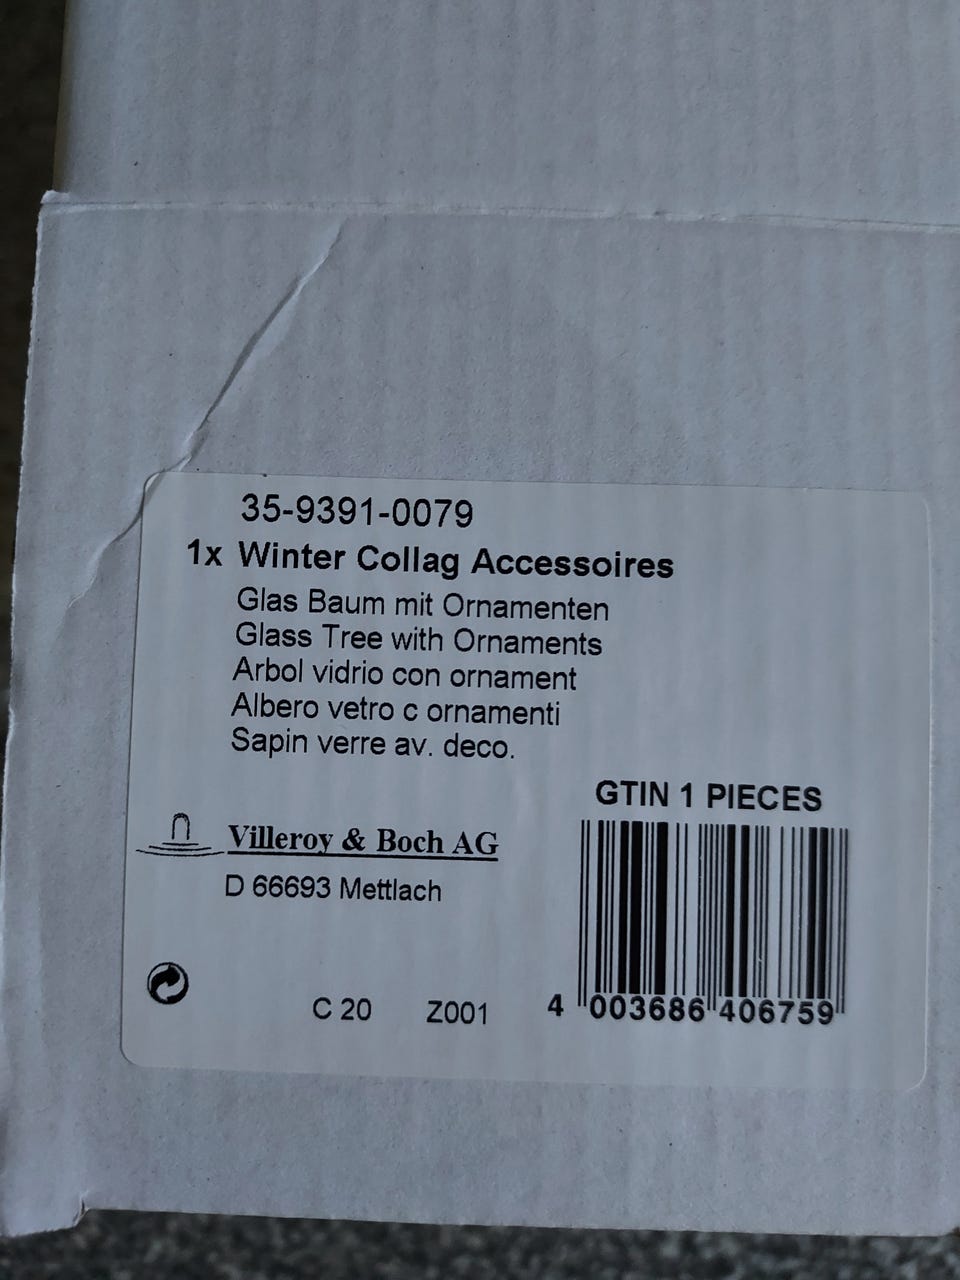 35-9391-0079
1x Winter Collag Accessoires
Glas Baum mit Ornamenten
Glass Tree with Ornaments
Arbol vidrio con ornament
Albero vetro c ornamenti
Sapin verre av. deco.
GTIN 1 PIECES
Villeroy & Boch AG
D 66693 Mettlach
C 20 Z001
4 003686 406759